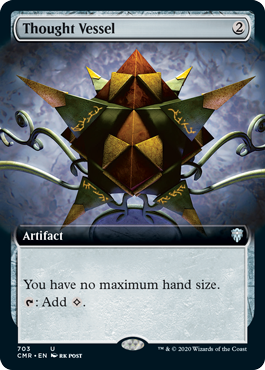 Thought Vessel 2
Artifact
You have no maximum hand size.
: Add .
703 U
CMR • EN RK POST
™ & © 2020 Wizards of the Coast